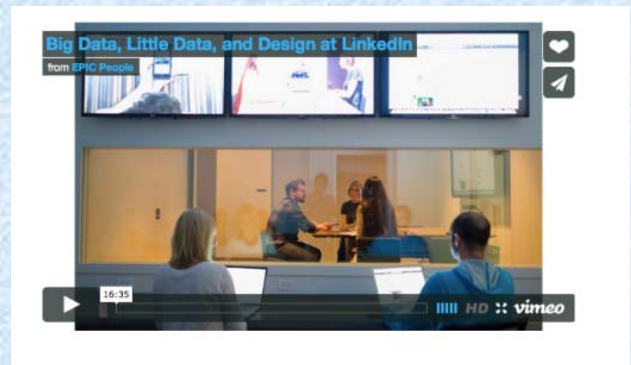 Big Data, Little Data, and Design at LinkedIn
from EPIC People
16:35
HD vimeo